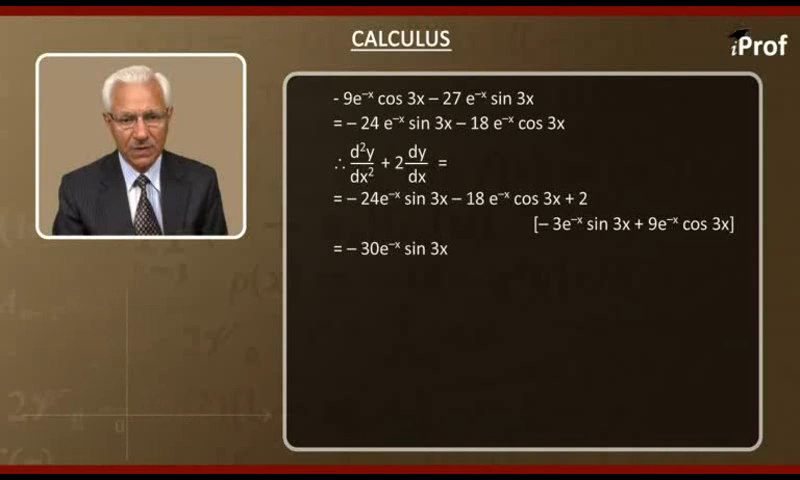 CALCULUS
iProf
- 9e⁻ˣ cos 3x – 27 e⁻ˣ sin 3x
= – 24 e⁻ˣ sin 3x – 18 e⁻ˣ cos 3x
∴ d²y/dx² + 2 dy/dx =
= – 24e⁻ˣ sin 3x – 18 e⁻ˣ cos 3x + 2
[– 3e⁻ˣ sin 3x + 9e⁻ˣ cos 3x]
= – 30e⁻ˣ sin 3x